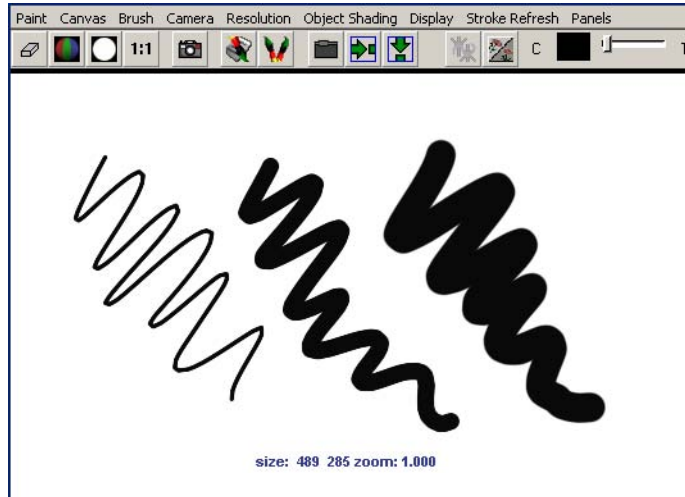 Paint Canvas Brush Camera Resolution Object Shading Display Stroke Refresh Panels
1:1 C T
size: 489 285 zoom: 1.000